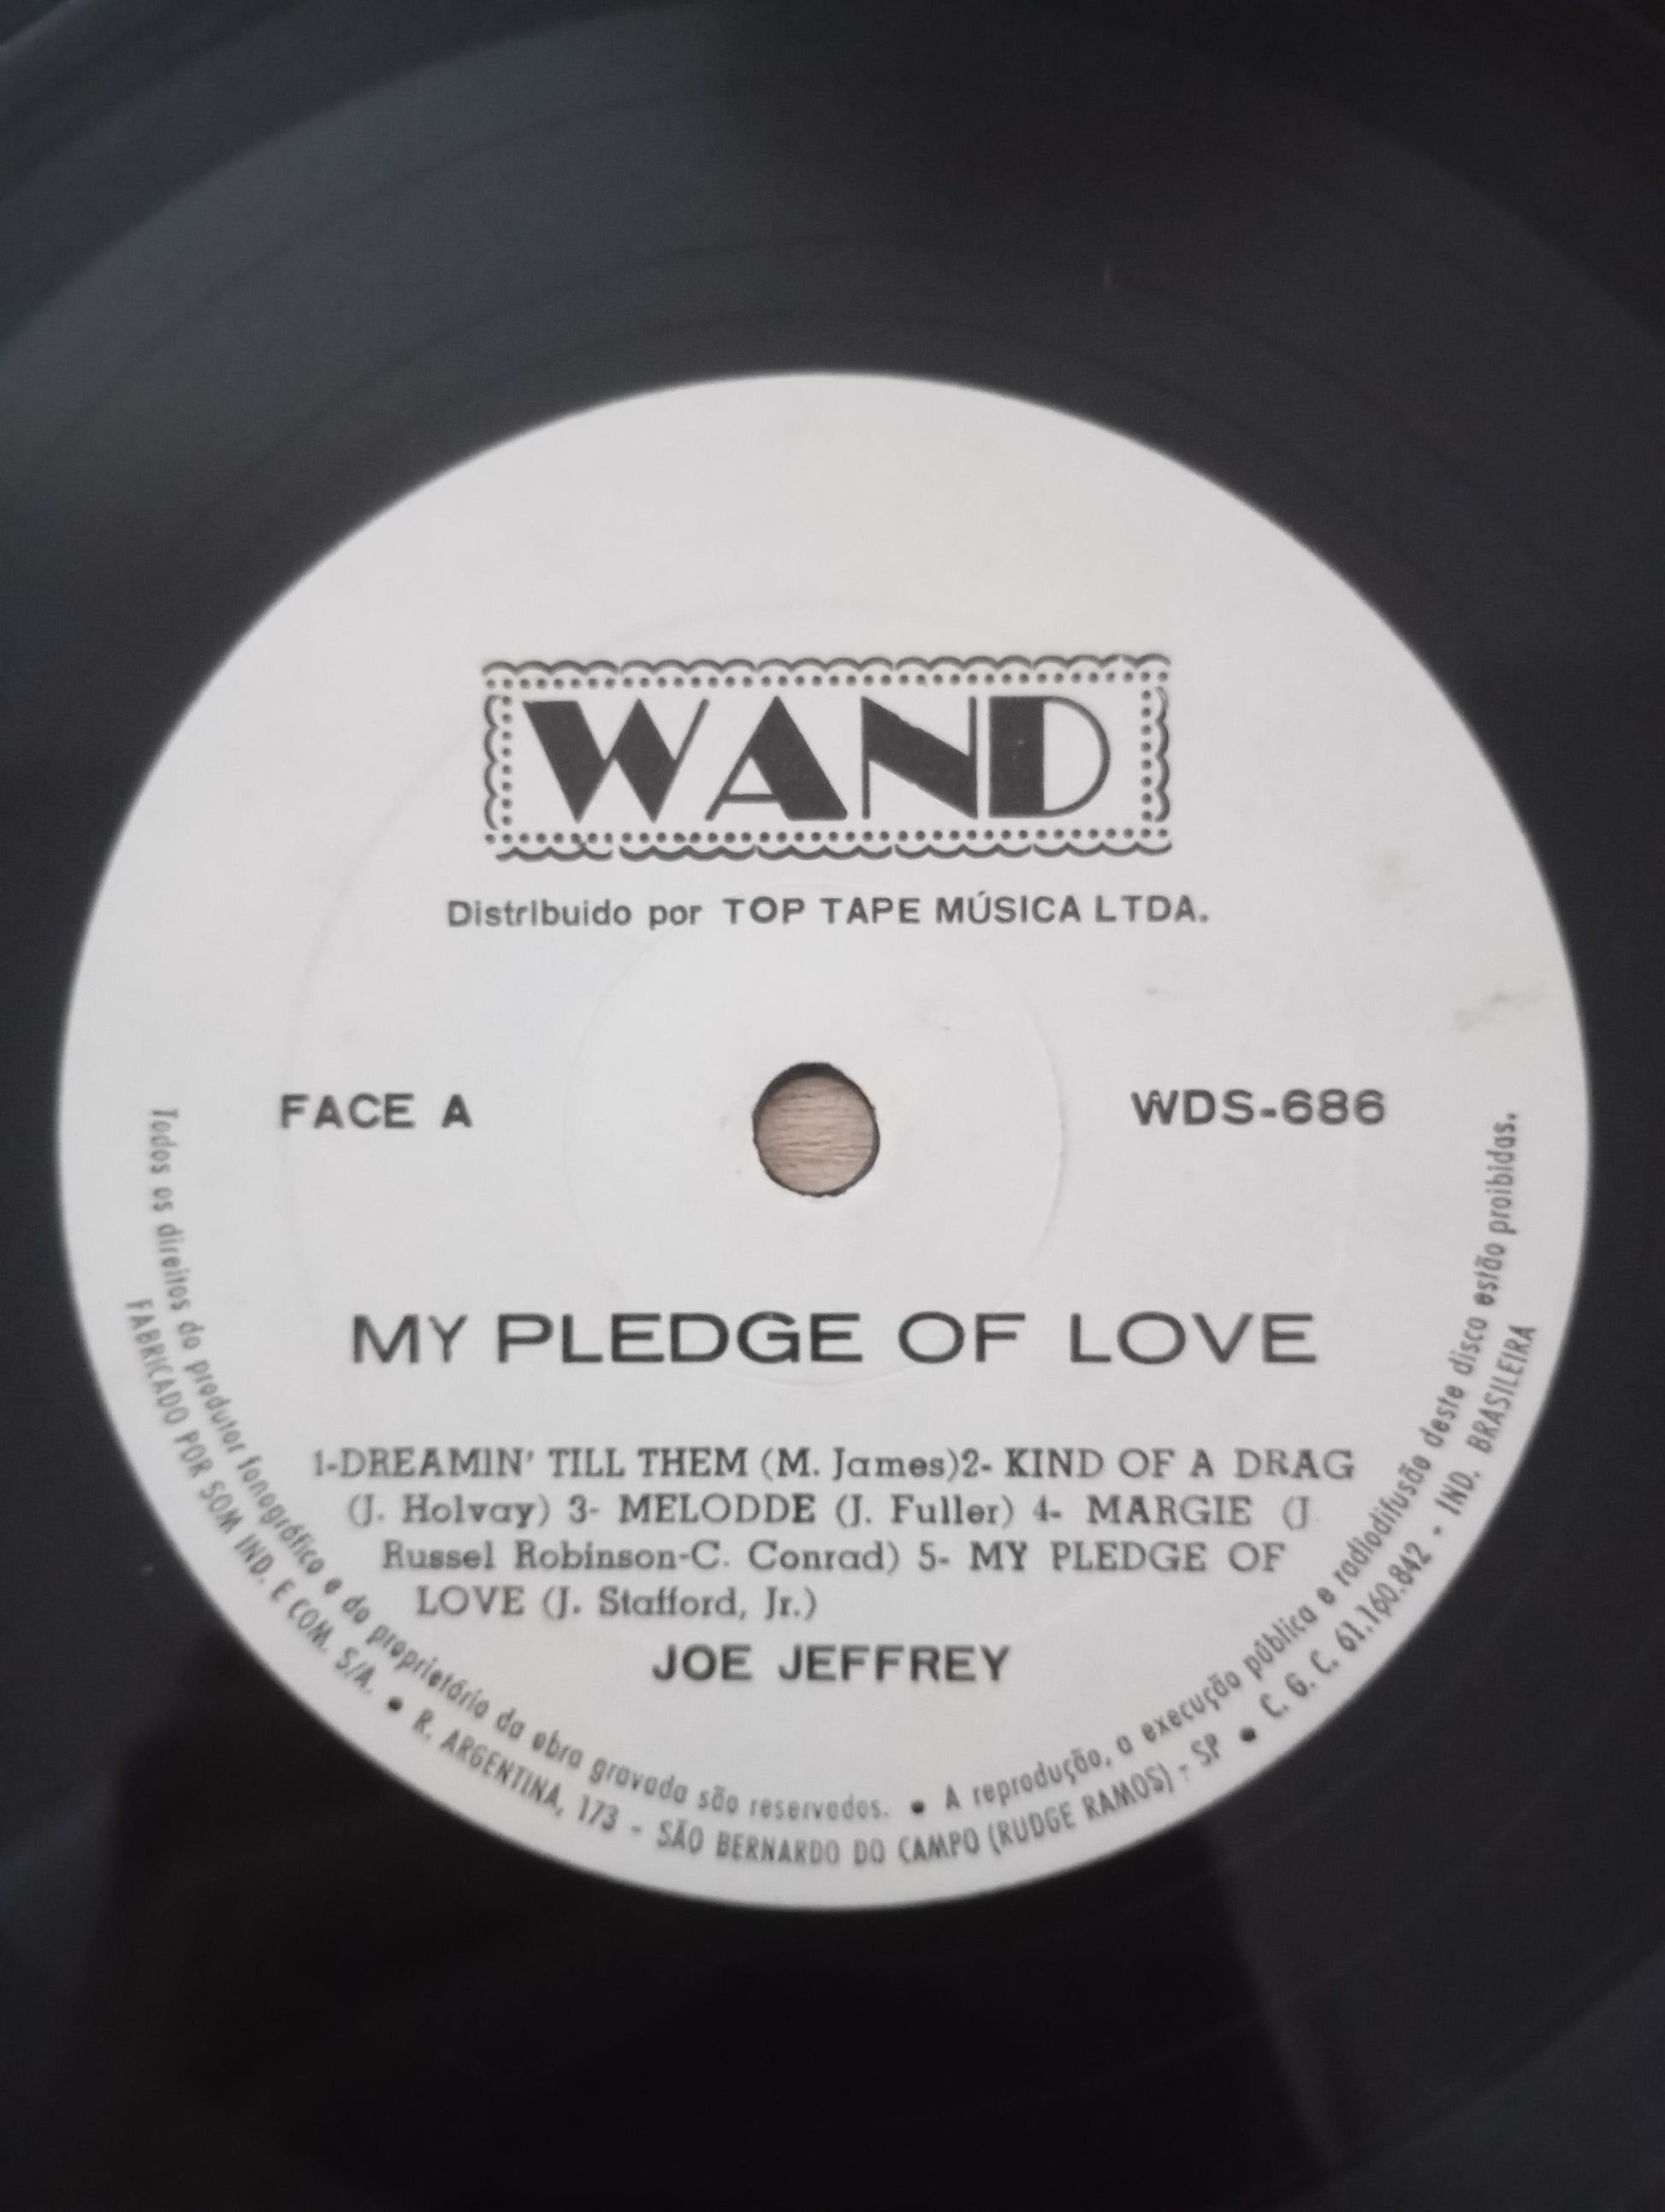 WAND
Distribuido por TOP TAPE MÚSICA LTDA.
FACE A
WDS-686
MY PLEDGE OF LOVE
1-DREAMIN' TILL THEM (M. James)2- KIND OF A DRAG
(J. Holvay) 3- MELODDE (J. Fuller) 4- MARGIE (J.
Russel Robinson-C. Conrad) 5- MY PLEDGE OF
LOVE (J. Stafford, Jr.)
JOE JEFFREY
Todos os direitos do produtor fonográfico e do proprietário da obra gravada são reservados. • A reprodução, a execução pública e radiodifusão deste disco estão proibidas.
FABRICADO POR SOM IND. E COM. S/A. • R. ARGENTINA, 173 - SÃO BERNARDO DO CAMPO (RUDGE RAMOS) - SP • C. G. C. 61.160.842 - IND. BRASILEIRA